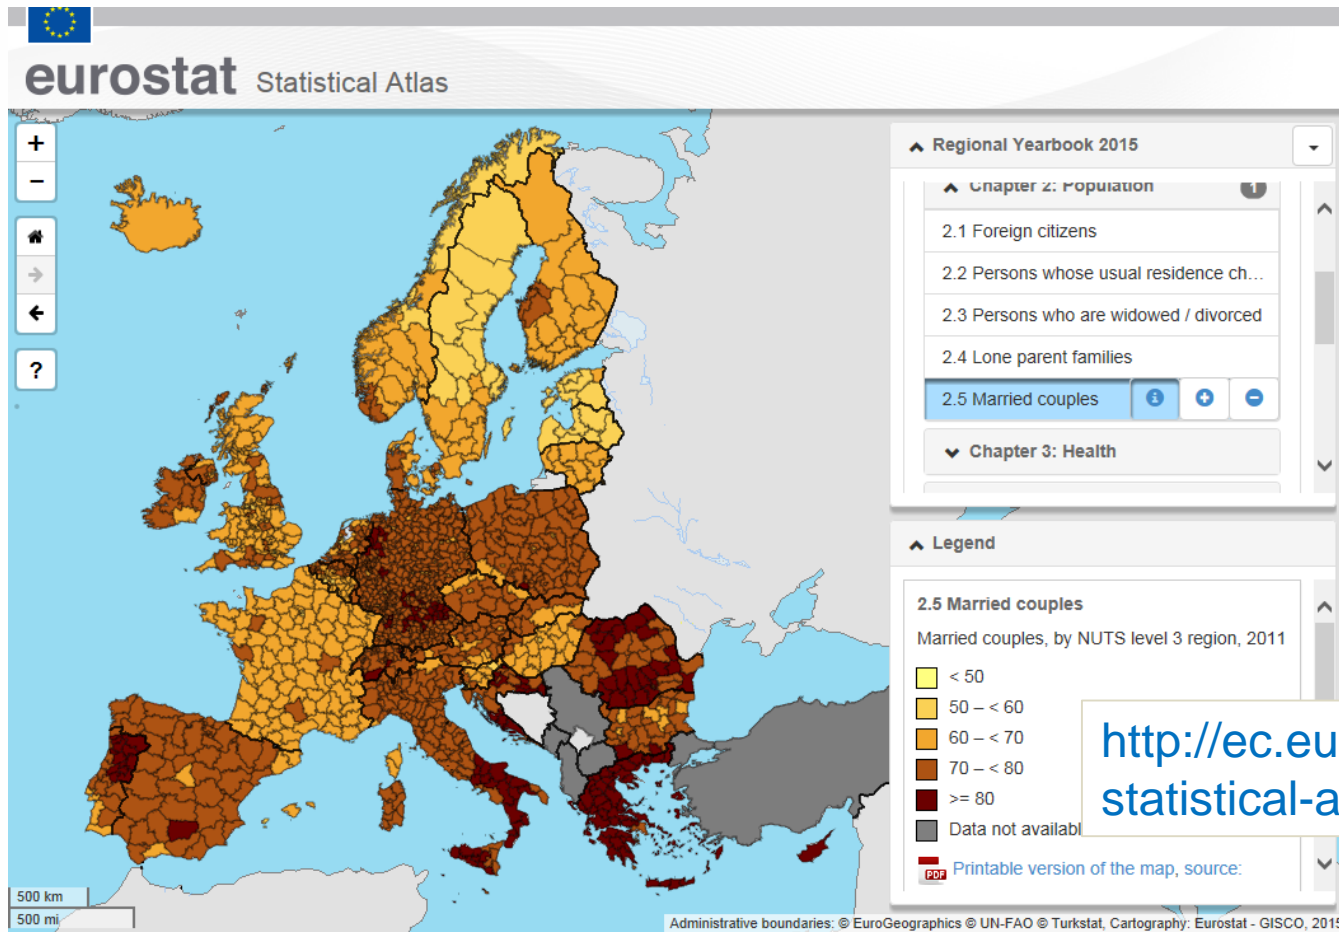 eurostat Statistical Atlas
+
−
?
500 km
500 mi
Regional Yearbook 2015
Chapter 2: Population 1
2.1 Foreign citizens
2.2 Persons whose usual residence ch...
2.3 Persons who are widowed / divorced
2.4 Lone parent families
2.5 Married couples
Chapter 3: Health
Legend
2.5 Married couples
Married couples, by NUTS level 3 region, 2011
< 50
50 – < 60
60 – < 70
70 – < 80
>= 80
Data not availabl
http://ec.eu
statistical-a
PDF Printable version of the map, source:
Administrative boundaries: © EuroGeographics © UN-FAO © Turkstat, Cartography: Eurostat - GISCO, 2015